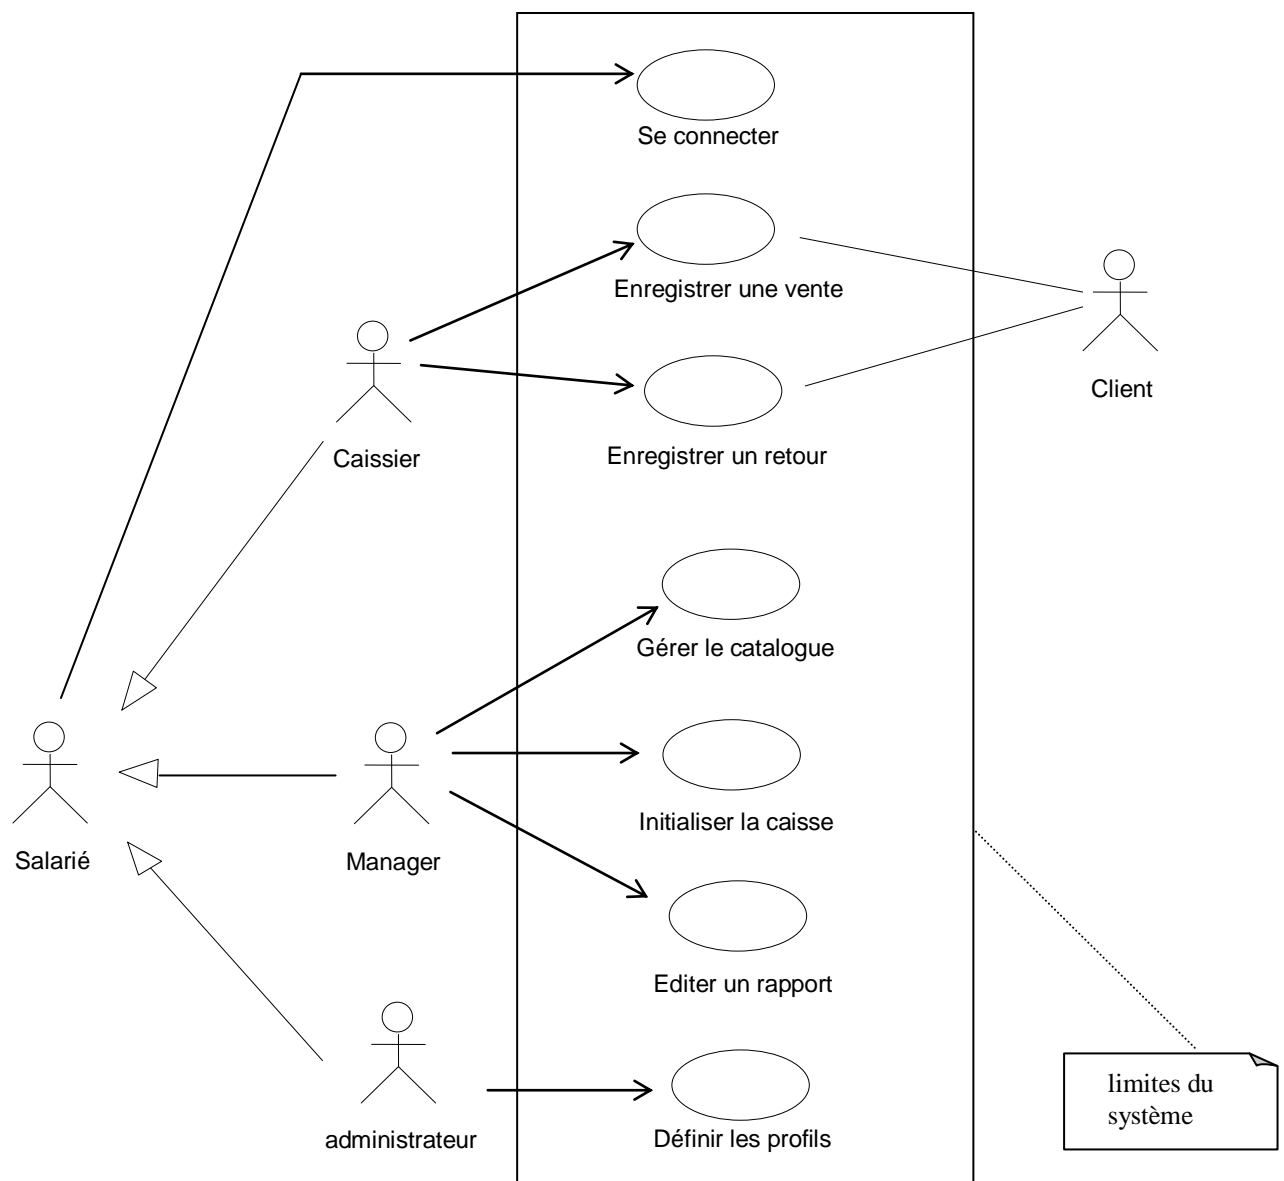 Se connecter
Enregistrer une vente
Client
Caissier
Enregistrer un retour
Gérer le catalogue
Initialiser la caisse
Salarié
Manager
Editer un rapport
limites du
système
administrateur
Définir les profils